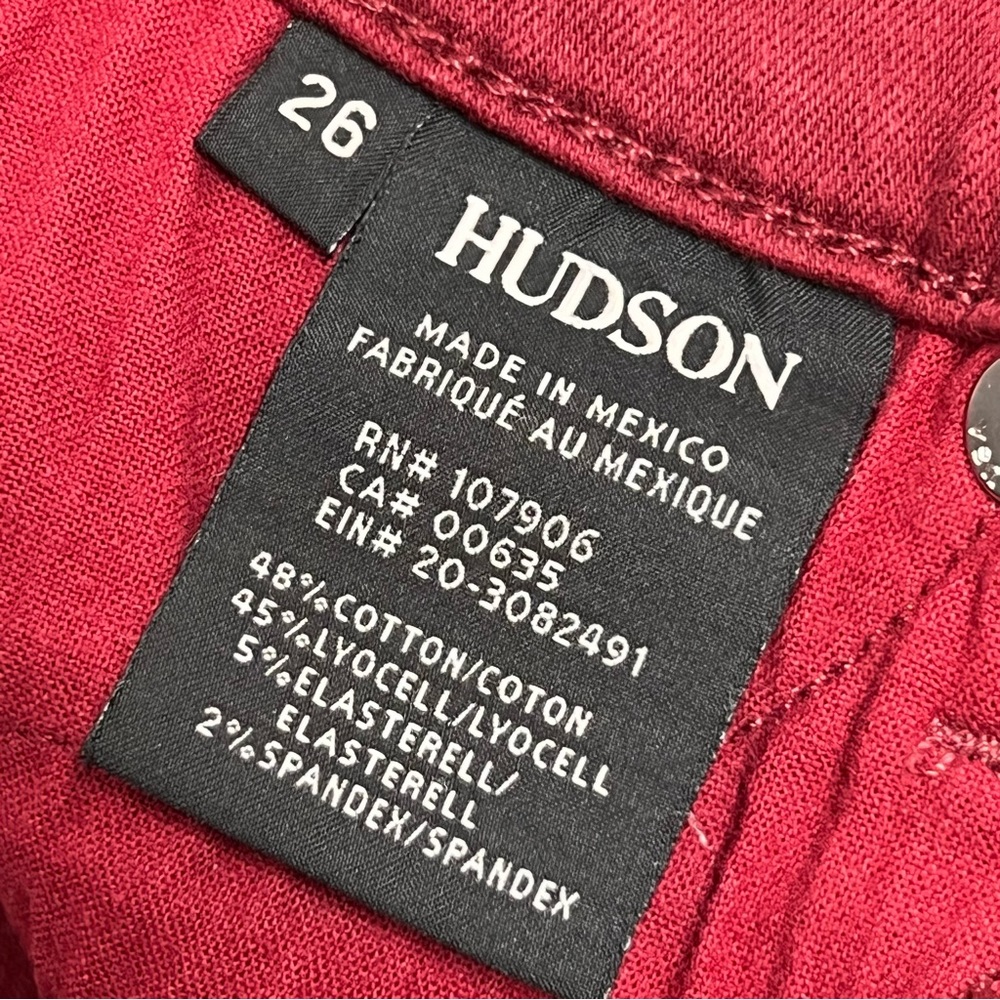 26
HUDSON
MADE IN MEXICO
FABRIQUÉ AU MEXIQUE
RN# 107906
CA# 00635
EIN# 20-3082491
48%COTTON/COTON
45%LYOCELL/LYOCELL
5%ELASTERELL/
ELASTERELL
2%SPANDEX/SPANDEX